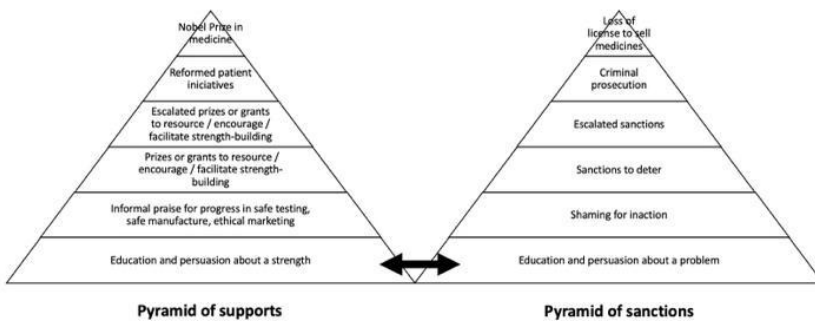 Nobel Prize in
medicine
Reformed patient
iniciatives
Escalated prizes or grants
to resource / encourage /
facilitate strength-building
Prizes or grants to resource /
encourage / facilitate strength-
building
Informal praise for progress in safe testing,
safe manufacture, ethical marketing
Education and persuasion about a strength
Pyramid of supports
Loss of
license to sell
medicines
Criminal
prosecution
Escalated sanctions
Sanctions to deter
Shaming for inaction
Education and persuasion about a problem
Pyramid of sanctions